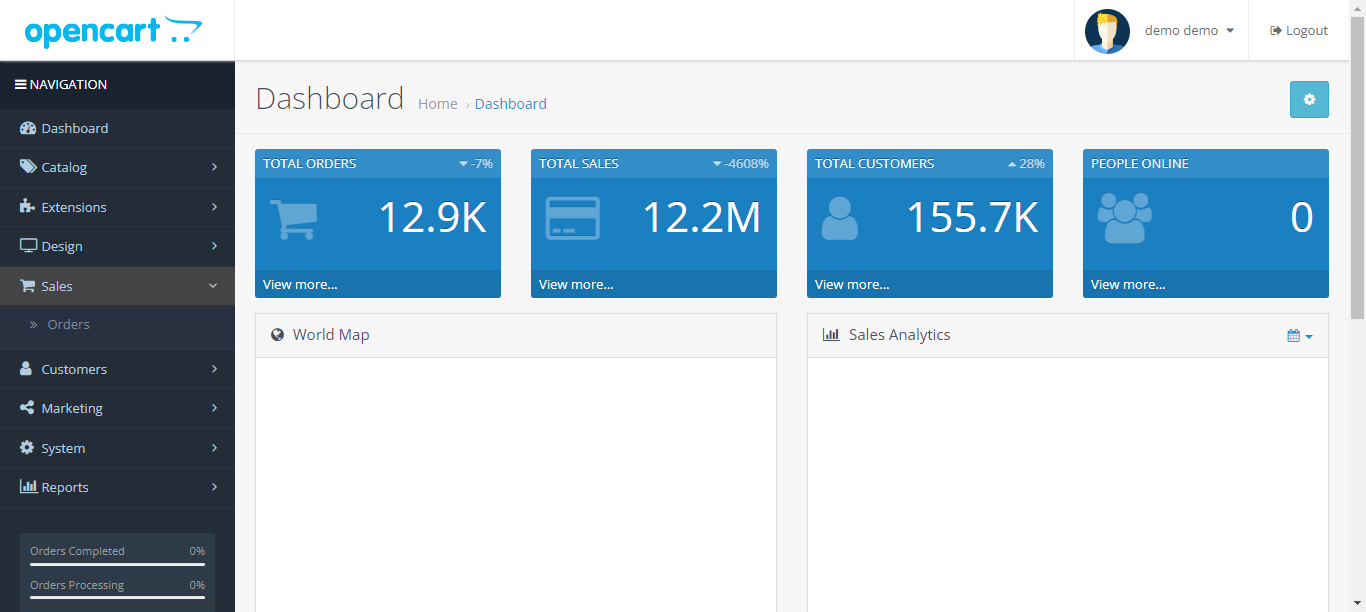 opencart
demo demo
Logout
NAVIGATION
Dashboard
Catalog
Extensions
Design
Sales
Orders
Customers
Marketing
System
Reports
Orders Completed 0%
Orders Processing 0%
Dashboard Home › Dashboard
TOTAL ORDERS -7%
12.9K
View more...
TOTAL SALES -4608%
12.2M
View more...
TOTAL CUSTOMERS 28%
155.7K
View more...
PEOPLE ONLINE
0
View more...
World Map
Sales Analytics